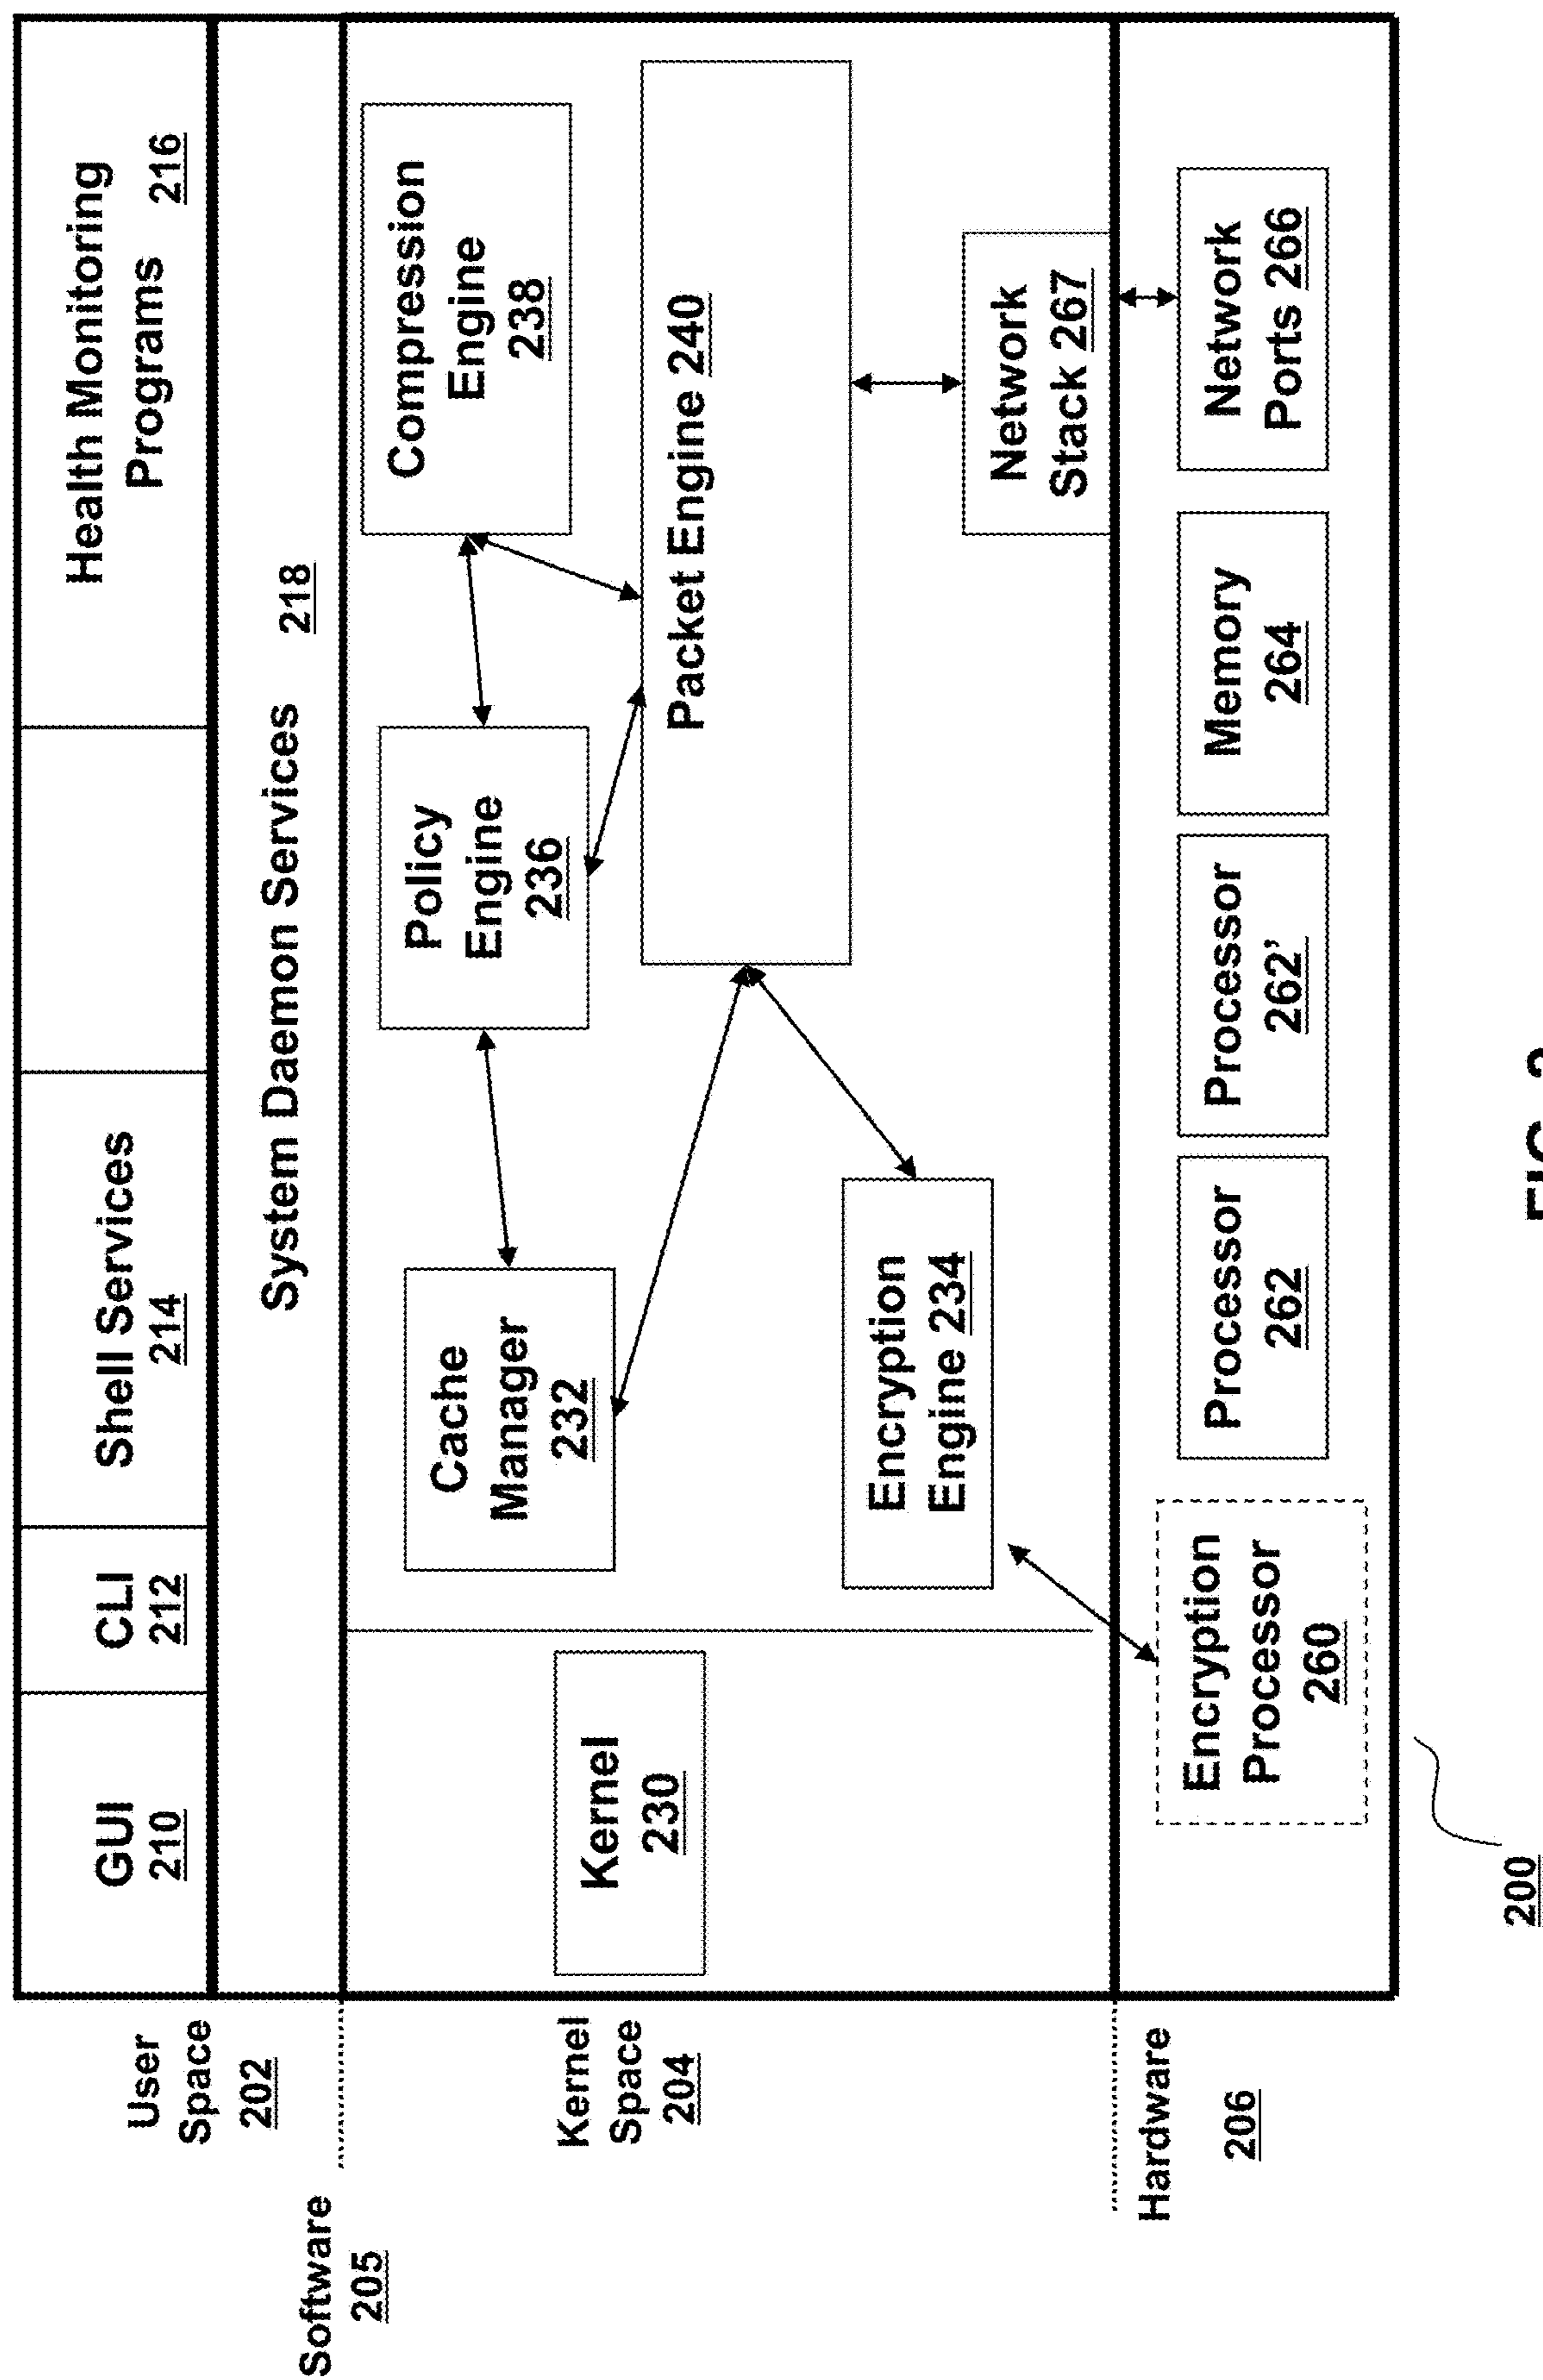 GUI
210
CLI
212
Shell Services
214
Health Monitoring
Programs 216
System Daemon Services 218
User
Space
202
Software
205
Kernel
Space
204
Kernel
230
Cache
Manager
232
Policy
Engine
236
Compression
Engine
238
Packet Engine 240
Encryption
Engine 234
Network
Stack 267
Hardware
206
Encryption
Processor
260
Processor
262
Processor
262’
Memory
264
Network
Ports 266
200